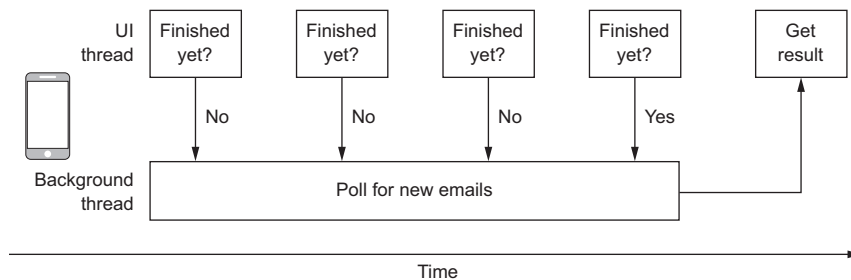 UI
thread
Finished
yet?
Finished
yet?
Finished
yet?
Finished
yet?
Get
result
No
No
No
Yes
Background
thread
Poll for new emails
Time